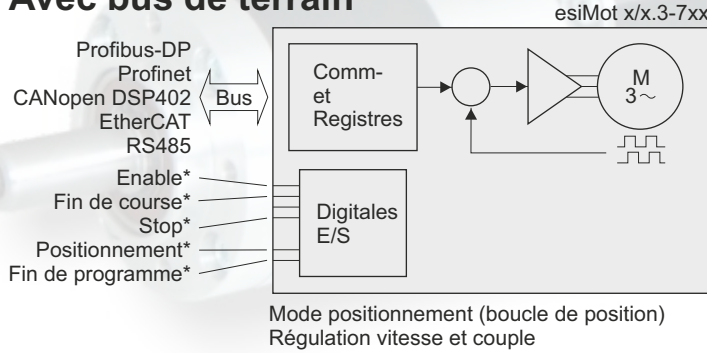 Avec bus de terrain
esiMot x/x.3-7xx
Profibus-DP
Profinet
CANopen DSP402
EtherCAT
RS485
Bus
Comm-
et
Registres
M
3~
Enable*
Fin de course*
Stop*
Positionnement*
Fin de programme*
Digitales
E/S
Mode positionnement (boucle de position)
Régulation vitesse et couple